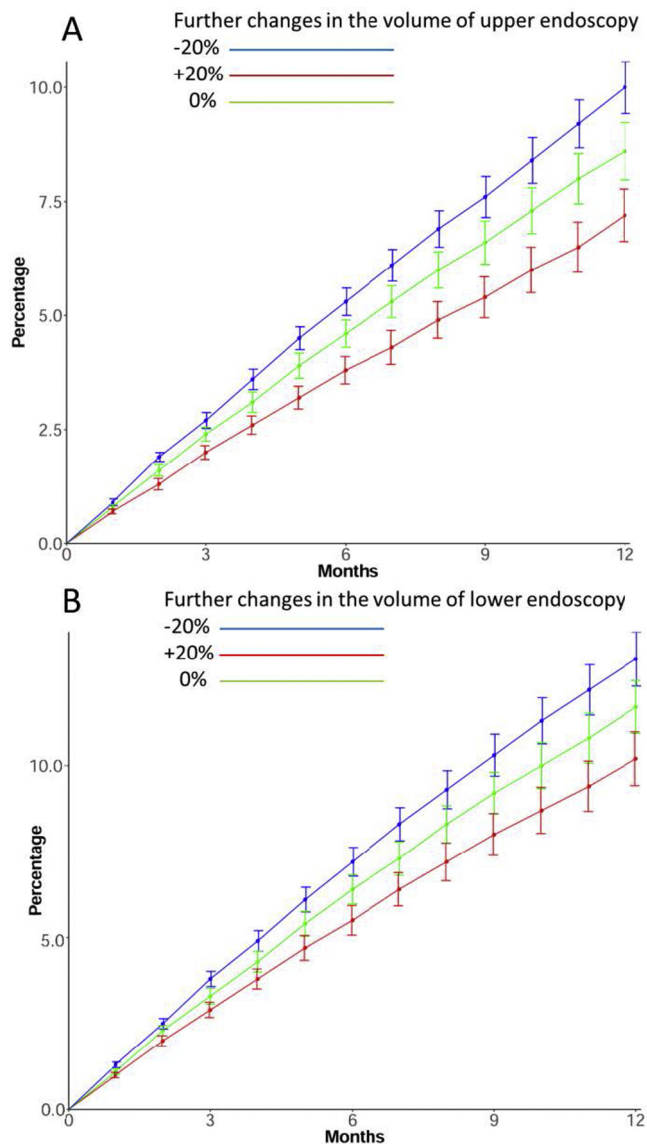 A
Further changes in the volume of upper endoscopy
-20%
+20%
0%
10.0
7.5
5.0
2.5
0.0
Percentage
0 3 6 9 12
Months
B
Further changes in the volume of lower endoscopy
-20%
+20%
0%
10.0
5.0
0.0
Percentage
0 3 6 9 12
Months